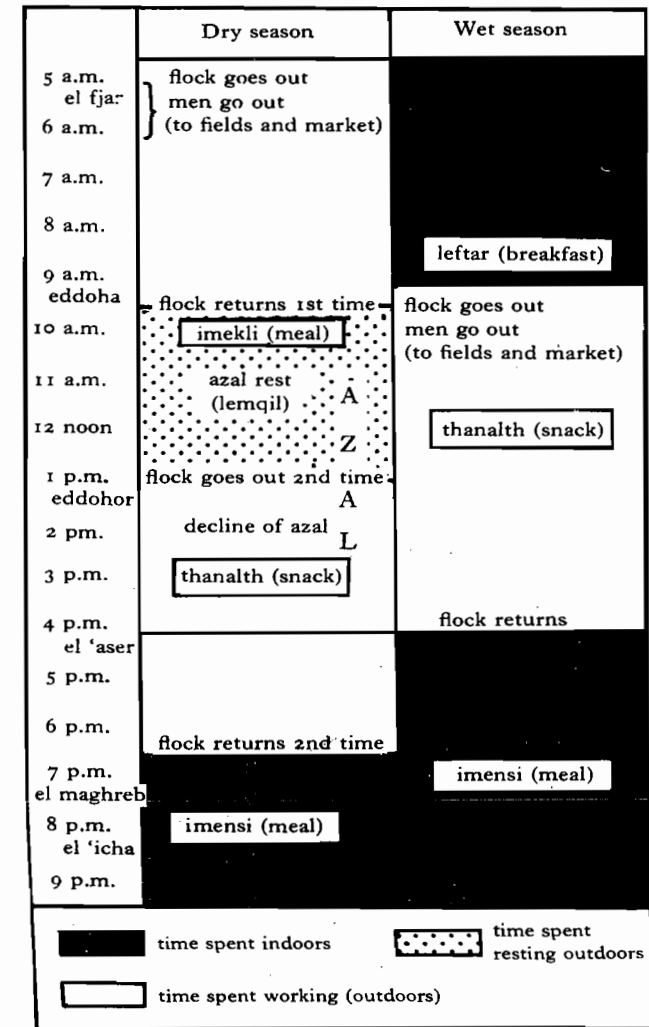 Dry season
Wet season
5 a.m.
el fjar
6 a.m.
7 a.m.
8 a.m.
9 a.m.
eddoha
10 a.m.
11 a.m.
12 noon
1 p.m.
eddohor
2 pm.
3 p.m.
4 p.m.
el ‘aser
5 p.m.
6 p.m.
7 p.m.
el maghreb
8 p.m.
el ‘icha
9 p.m.
flock goes out
men go out
(to fields and market)
flock returns 1st time
imekli (meal)
azal rest
(lemqil)
A
Z
flock goes out 2nd time
A
decline of azal
L
thanalth (snack)
flock returns 2nd time
imensi (meal)
leftar (breakfast)
flock goes out
men go out
(to fields and market)
thanalth (snack)
flock returns
imensi (meal)
time spent indoors
time spent
resting outdoors
time spent working (outdoors)